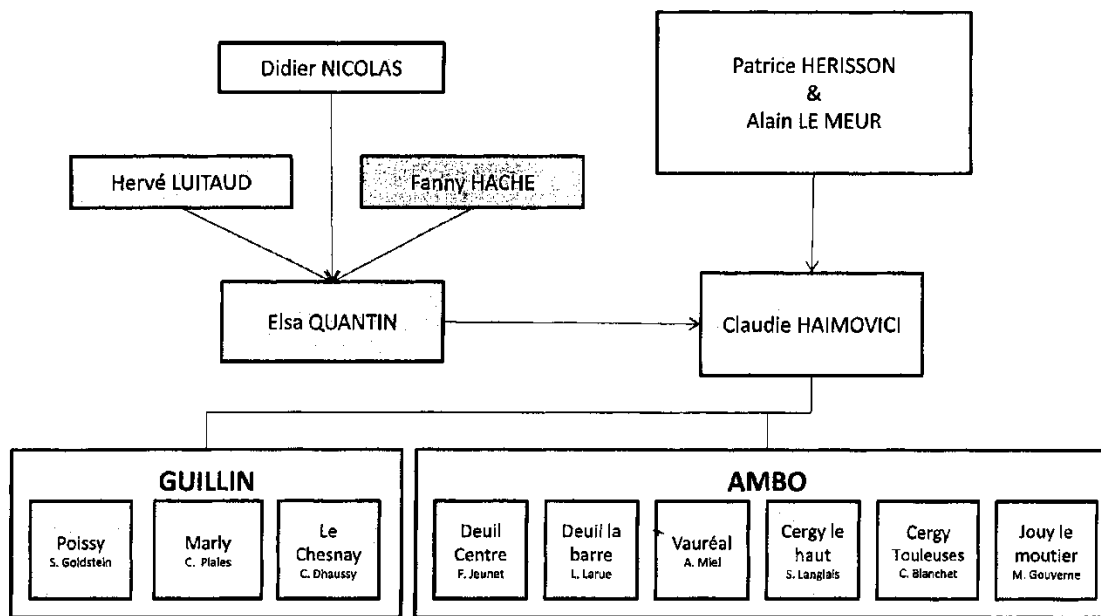 Didier NICOLAS
Patrice HERISSON
&
Alain LE MEUR
Hervé LUITAUD
Fanny HACHE
Elsa QUANTIN
Claudie HAIMOVICI
GUILLIN
Poissy
S. Goldstein
Marly
C. Plales
Le
Chesnay
C. Dhaussy
AMBO
Deuil
Centre
F. Jeunet
Deuil la
barre
L. Larue
Vauréal
A. Miel
Cergy le
haut
S. Langlais
Cergy
Touleuses
C. Blanchet
Jouy le
moutier
M. Gouverne